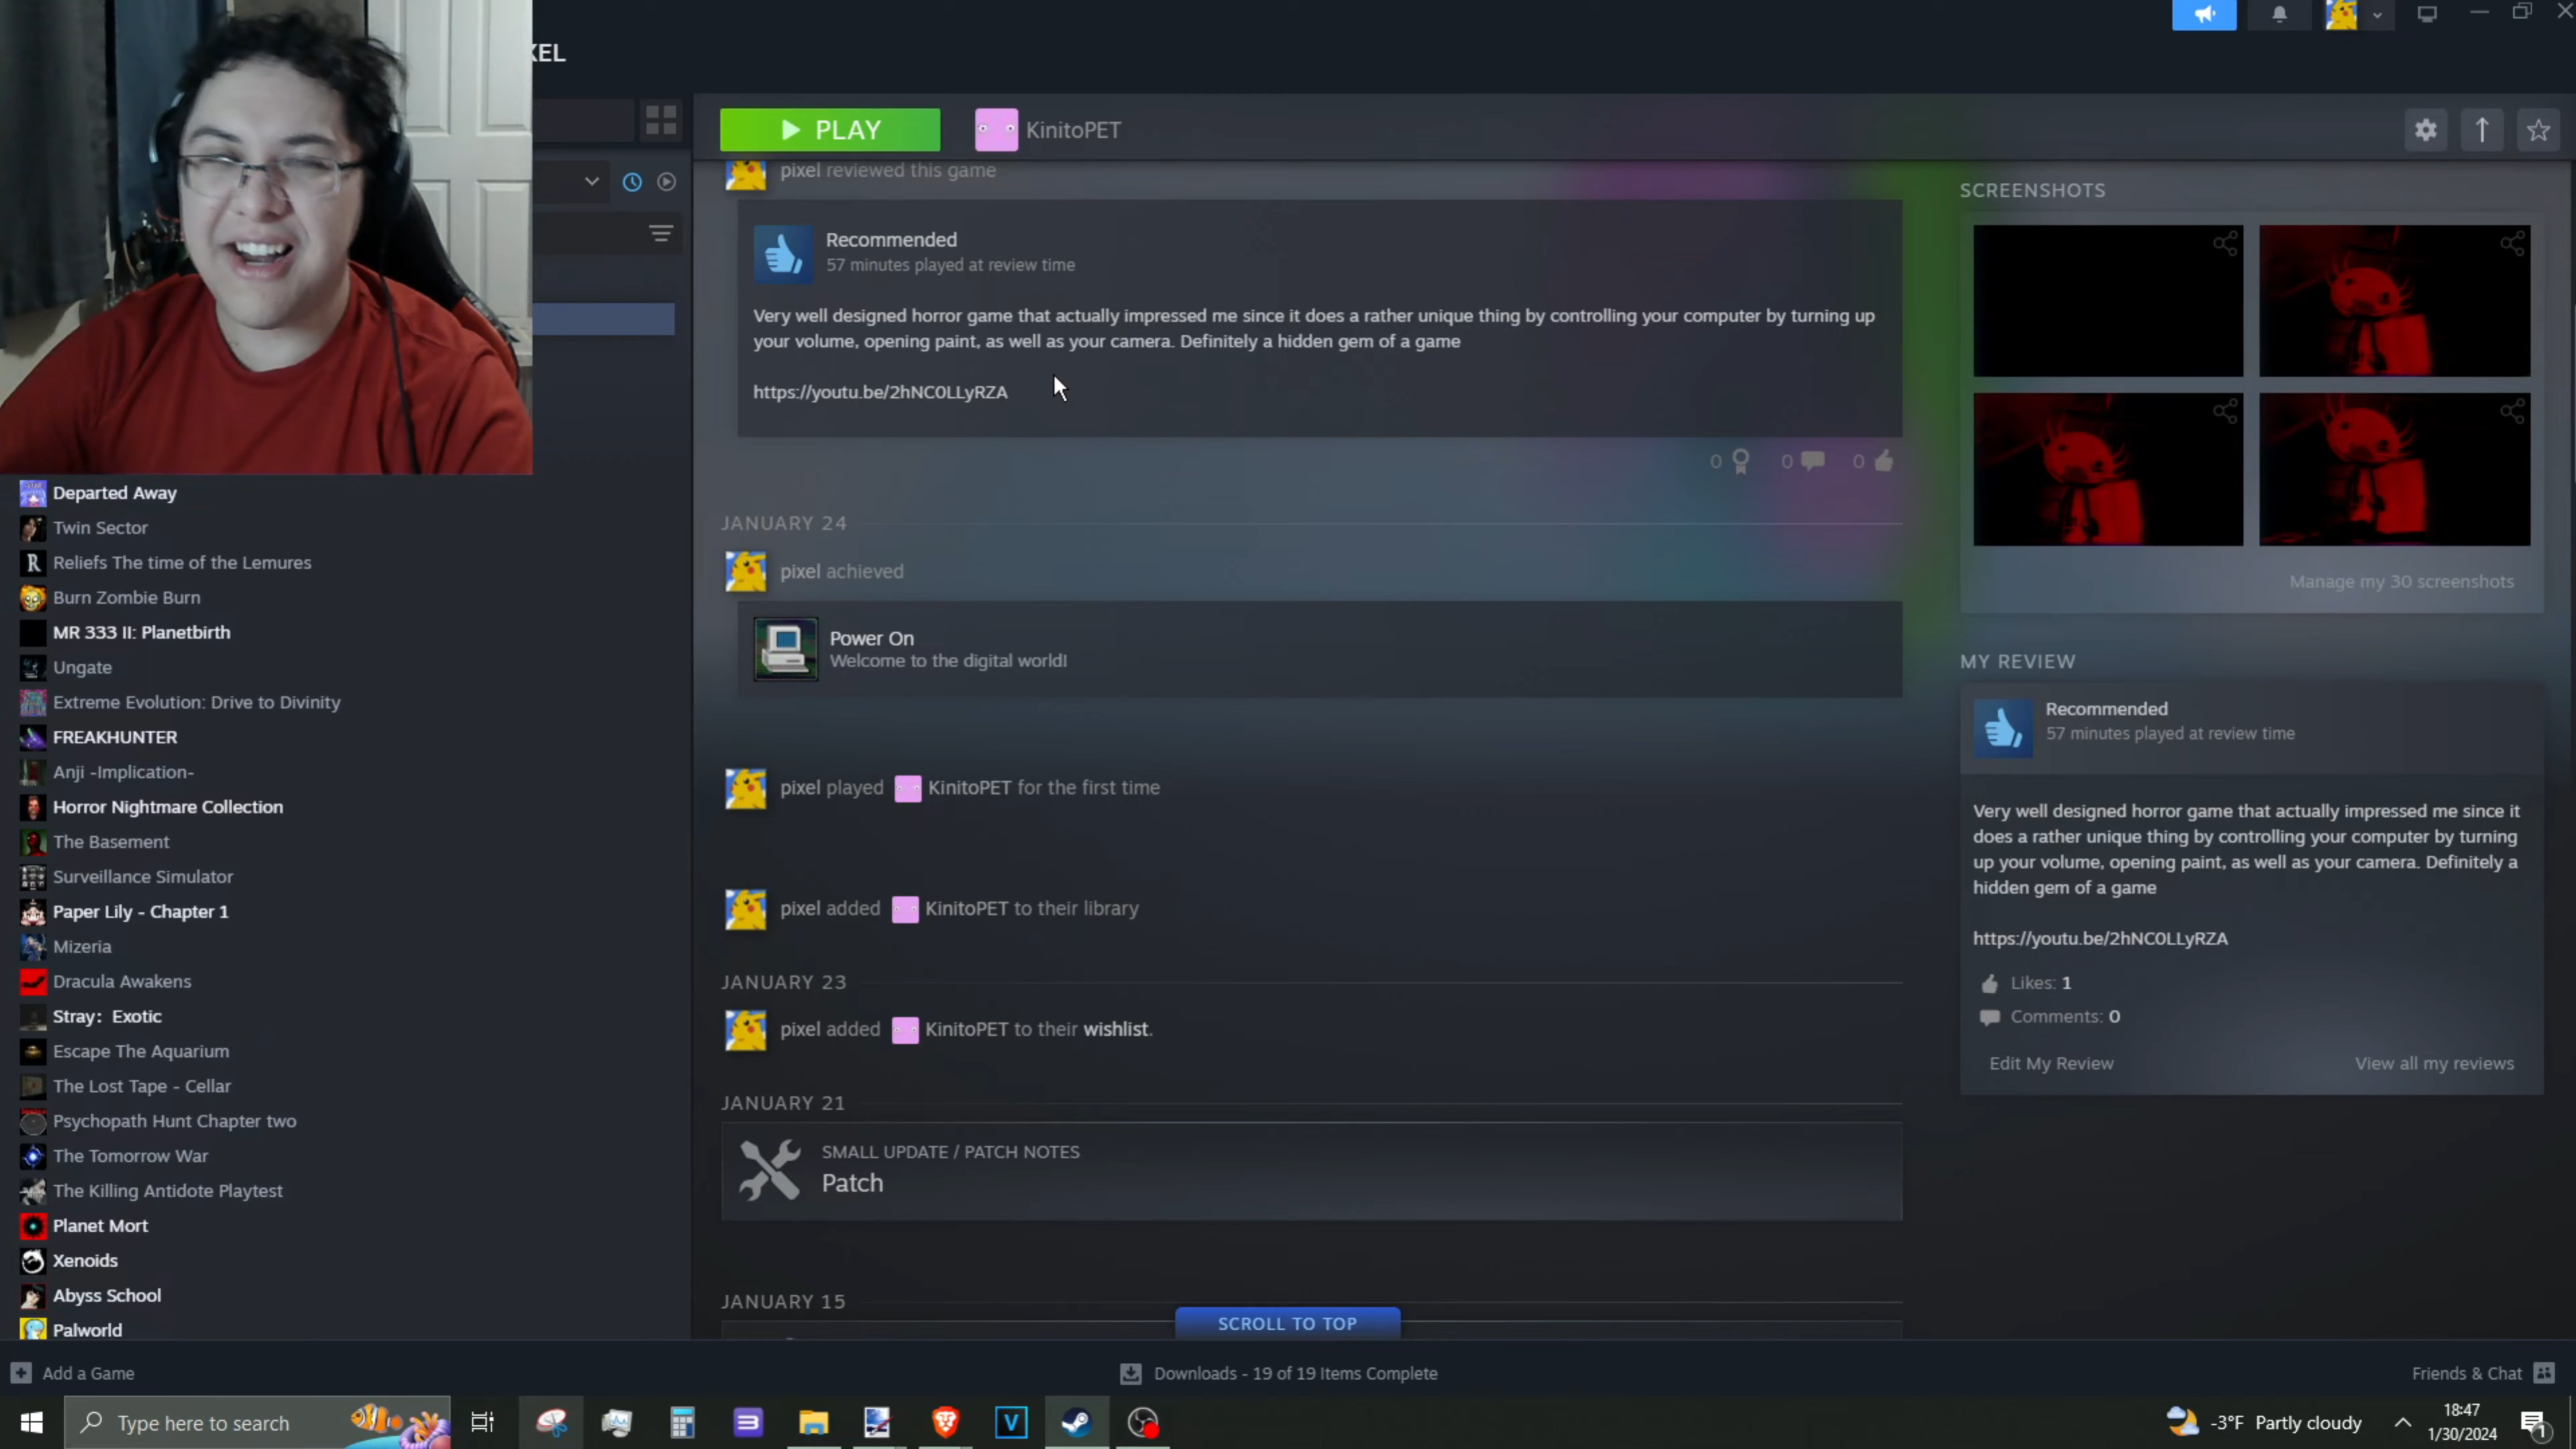 KEL
PLAY
KinitoPET
pixel reviewed this game
Recommended
57 minutes played at review time
Very well designed horror game that actually impressed me since it does a rather unique thing by controlling your computer by turning up
your volume, opening paint, as well as your camera. Definitely a hidden gem of a game
https://youtu.be/2hNC0LLyRZA
0
0
0
JANUARY 24
pixel achieved
Power On
Welcome to the digital world!
pixel played KinitoPET for the first time
pixel added KinitoPET to their library
JANUARY 23
pixel added KinitoPET to their wishlist.
JANUARY 21
SMALL UPDATE / PATCH NOTES
Patch
JANUARY 15
SCROLL TO TOP
SCREENSHOTS
Manage my 30 screenshots
MY REVIEW
Recommended
57 minutes played at review time
Very well designed horror game that actually impressed me since it
does a rather unique thing by controlling your computer by turning
up your volume, opening paint, as well as your camera. Definitely a
hidden gem of a game
https://youtu.be/2hNC0LLyRZA
Likes: 1
Comments: 0
Edit My Review
View all my reviews
Departed Away
Twin Sector
Reliefs The time of the Lemures
Burn Zombie Burn
MR 333 II: Planetbirth
Ungate
Extreme Evolution: Drive to Divinity
FREAKHUNTER
Anji -Implication-
Horror Nightmare Collection
The Basement
Surveillance Simulator
Paper Lily - Chapter 1
Mizeria
Dracula Awakens
Stray：Exotic
Escape The Aquarium
The Lost Tape - Cellar
Psychopath Hunt Chapter two
The Tomorrow War
The Killing Antidote Playtest
Planet Mort
Xenoids
Abyss School
Palworld
Add a Game
Downloads - 19 of 19 Items Complete
Friends & Chat
Type here to search
-3°F Partly cloudy
18:47
1/30/2024
1